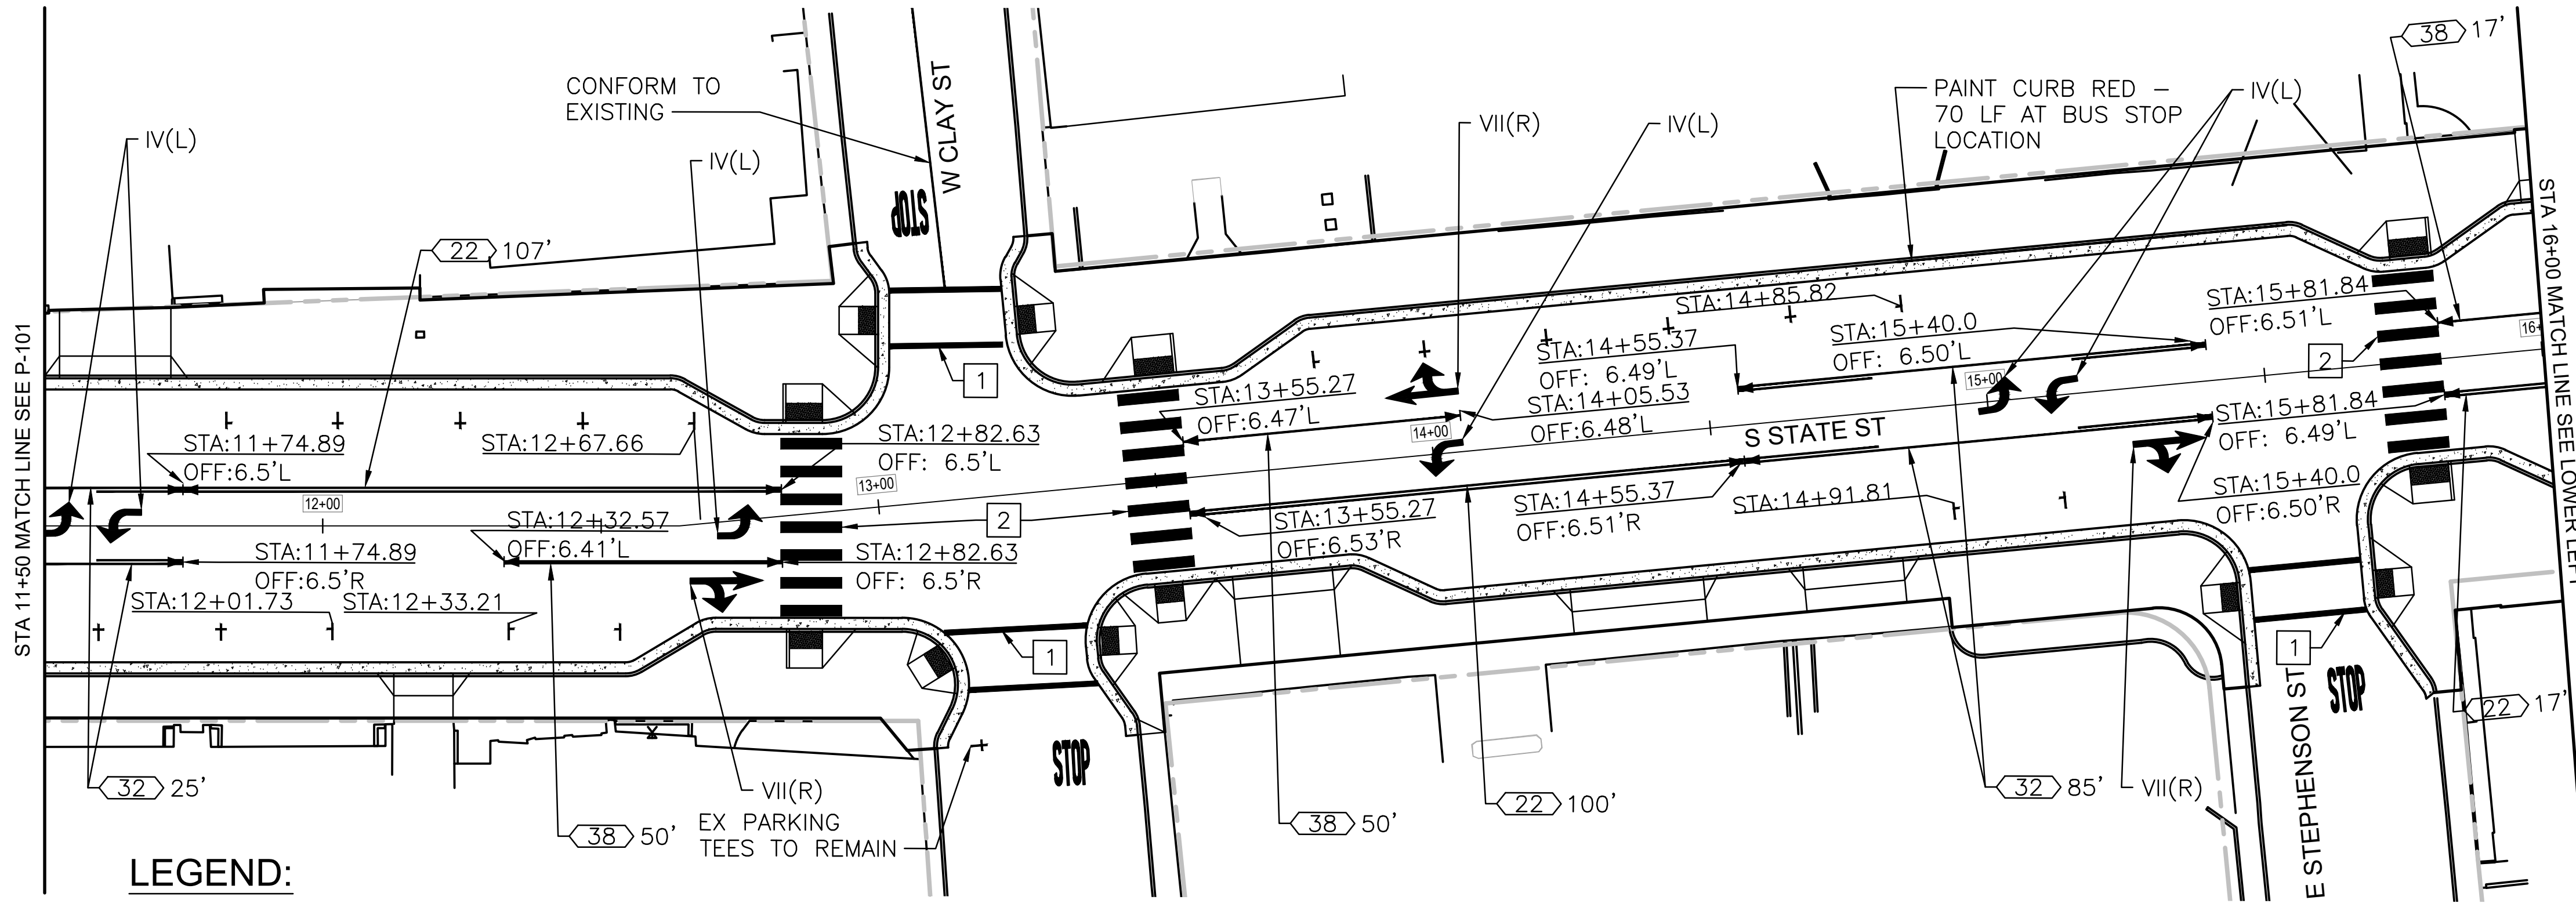 38 17'
CONFORM TO
EXISTING
W CLAY ST
PAINT CURB RED –
70 LF AT BUS STOP
LOCATION
IV(L)
IV(L)
VII(R)
IV(L)
IV(L)
STOP
22 107'
STA 11+50 MATCH LINE SEE P-101
STA 16+00 MATCH LINE SEE LOWER LEFT
STA:14+85.82
STA:15+81.84
OFF:6.51'L
STA:15+40.0
OFF: 6.50'L
STA:14+55.37
OFF: 6.49'L
STA:14+05.53
OFF:6.48'L
STA:13+55.27
OFF:6.47'L
1
2
16+
15+00
14+00
S STATE ST
STA:15+81.84
OFF: 6.49'L
STA:11+74.89
OFF:6.5'L
STA:12+67.66
STA:12+82.63
OFF: 6.5'L
12+00
13+00
STA:12+32.57
OFF:6.41'L
2
STA:13+55.27
OFF:6.53'R
STA:14+55.37
OFF:6.51'R
STA:14+91.81
STA:15+40.0
OFF:6.50'R
STA:11+74.89
OFF:6.5'R
STA:12+82.63
OFF: 6.5'R
STA:12+01.73
STA:12+33.21
1
1
STOP
STOP
E STEPHENSON ST
22 17'
32 25'
VII(R)
38 50'
EX PARKING
TEES TO REMAIN
38 50'
22 100'
32 85'
VII(R)
LEGEND: